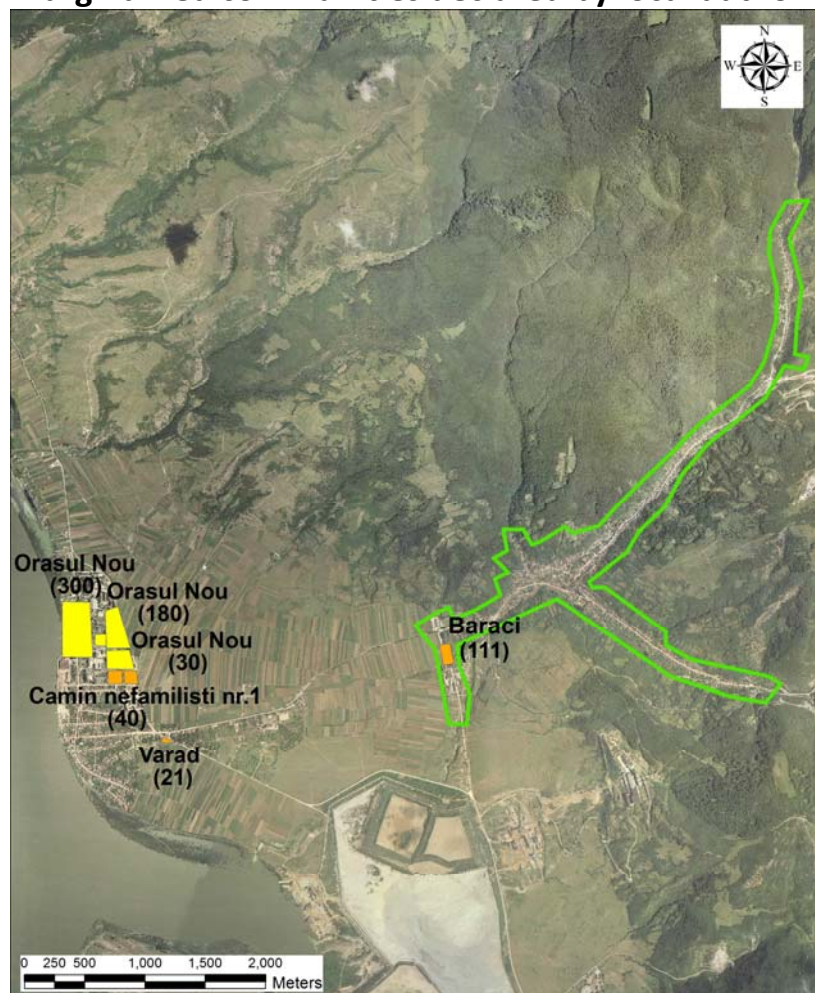 N
W E
S
Orasul Nou
(300)
Orasul Nou
(180)
Orasul Nou
(30)
Camin nefamilisti nr.1
(40)
Varad
(21)
Baraci
(111)
0 250 500 1,000 1,500 2,000
Meters